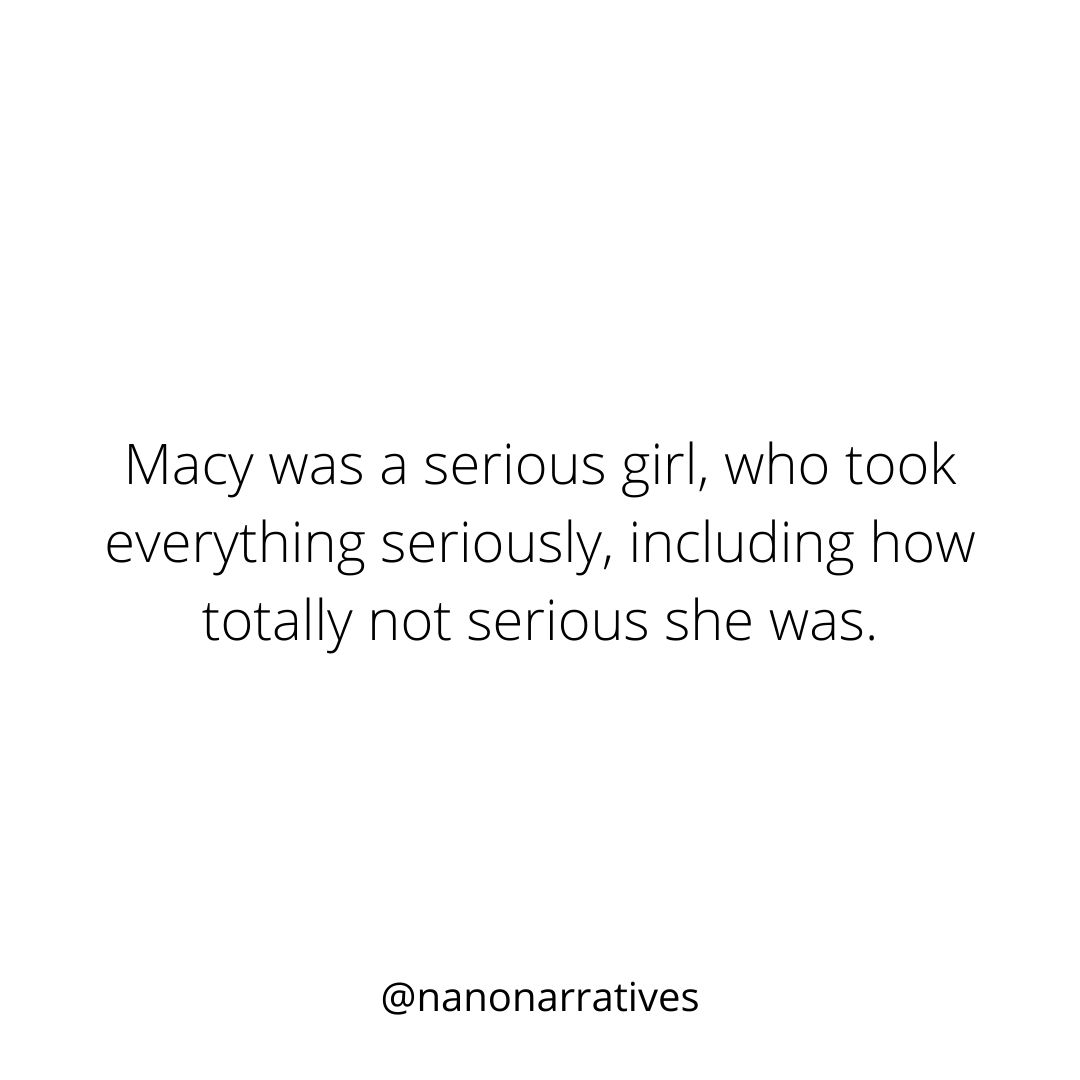 Macy was a serious girl, who took
everything seriously, including how
totally not serious she was.
@nanonarratives